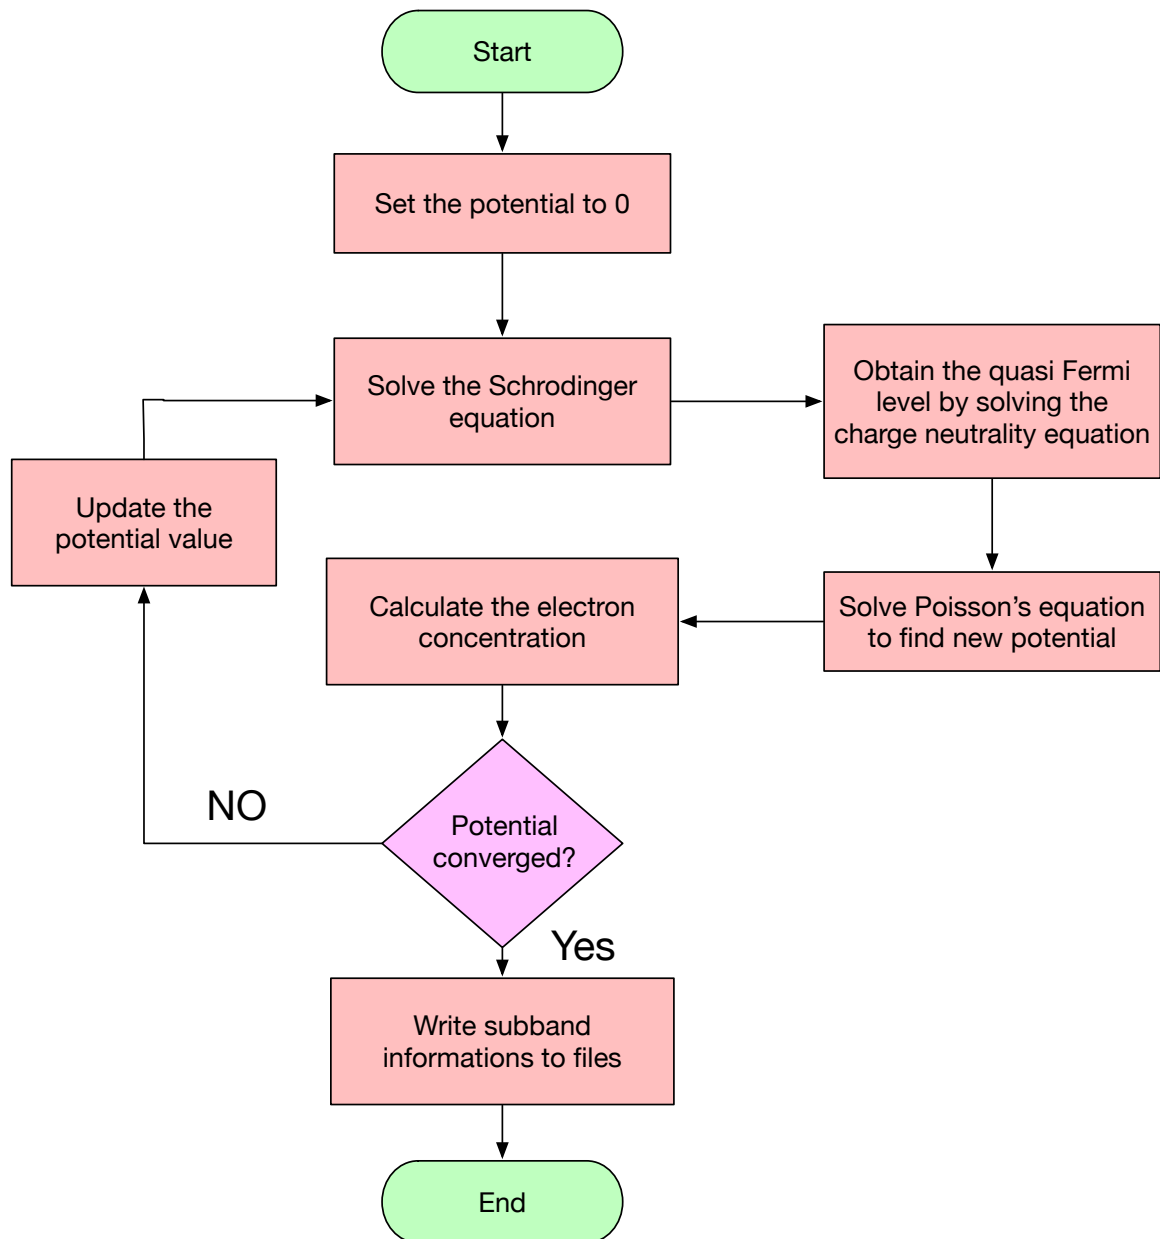 Start
Set the potential to 0
Solve the Schrodinger
equation
Obtain the quasi Fermi
level by solving the
charge neutrality equation
Update the
potential value
Calculate the electron
concentration
Solve Poisson’s equation
to find new potential
NO
Potential
converged?
Yes
Write subband
informations to files
End